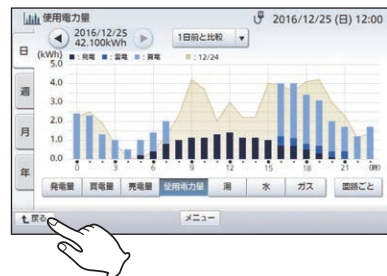 使用電力量
2016/12/25 (日) 12:00
日
週
月
年
2016/12/25
42.100kWh
1日前と比較
(kWh)
■:発電 ■:蓄電 ■:買電 ■:12/24
5.0
4.0
3.0
2.0
1.0
0.0
0 3 6 9 12 15 18 21 (時)
発電量 買電量 売電量 使用電力量 湯 水 ガス 回路ごと
戻る
メニュー